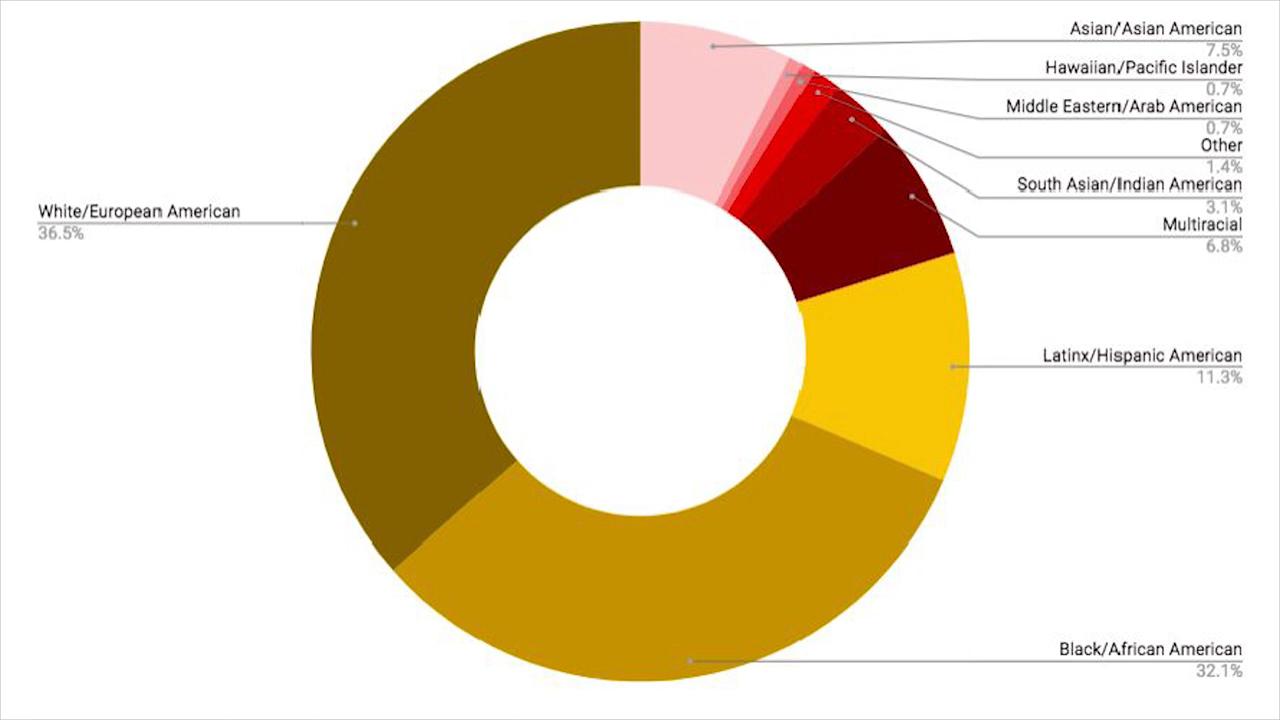 Asian/Asian American
7.5%
Hawaiian/Pacific Islander
0.7%
Middle Eastern/Arab American
0.7%
Other
1.4%
South Asian/Indian American
3.1%
Multiracial
6.8%
White/European American
36.5%
Latinx/Hispanic American
11.3%
Black/African American
32.1%